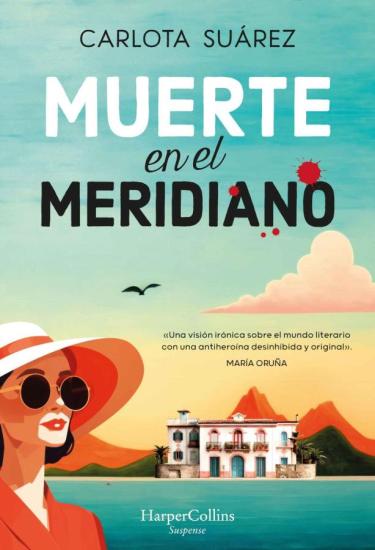 CARLOTA SUÁREZ
MUERTE
en el
MERIDIANO
«Una visión irónica sobre el mundo literario
con una antiheroína desinhibida y original».
MARÍA ORUÑA
HarperCollins
Suspense